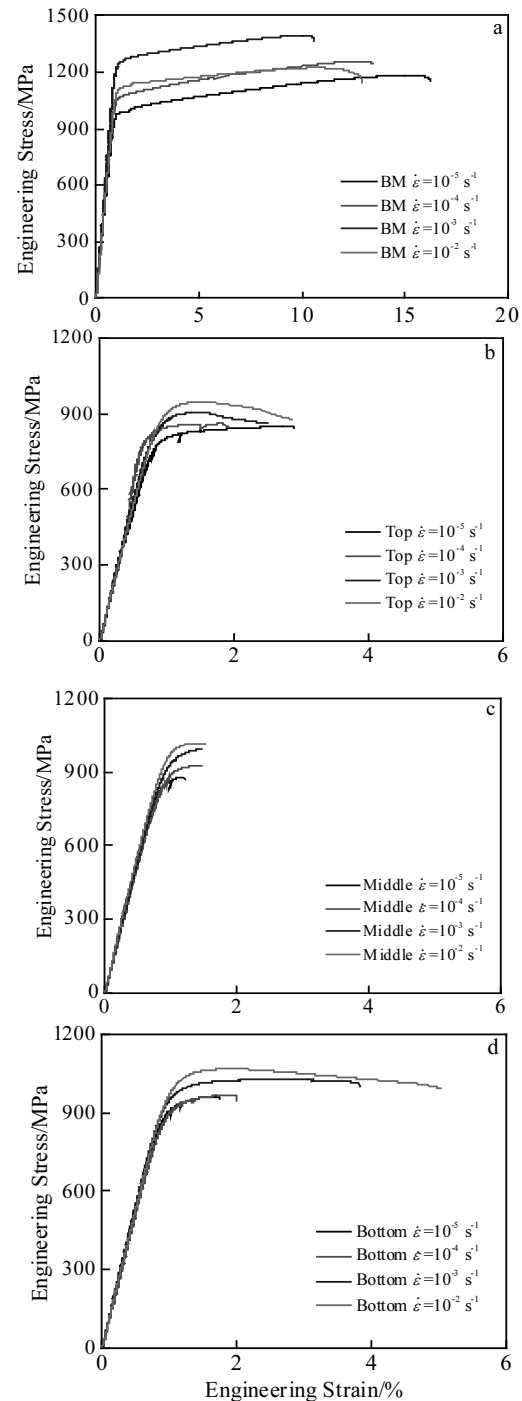 a
Engineering Stress/MPa
1500
1200
900
600
300
0
BM ε̇=10⁻⁵ s⁻¹
BM ε̇=10⁻⁴ s⁻¹
BM ε̇=10⁻³ s⁻¹
BM ε̇=10⁻² s⁻¹
0 5 10 15 20
b
Engineering Stress/MPa
1200
900
600
300
0
Top ε̇=10⁻⁵ s⁻¹
Top ε̇=10⁻⁴ s⁻¹
Top ε̇=10⁻³ s⁻¹
Top ε̇=10⁻² s⁻¹
0 2 4 6
c
Engineering Stress/MPa
1200
900
600
300
0
Middle ε̇=10⁻⁵ s⁻¹
Middle ε̇=10⁻⁴ s⁻¹
Middle ε̇=10⁻³ s⁻¹
Middle ε̇=10⁻² s⁻¹
0 2 4 6
d
Engineering Stress/MPa
1200
900
600
300
0
Bottom ε̇=10⁻⁵ s⁻¹
Bottom ε̇=10⁻⁴ s⁻¹
Bottom ε̇=10⁻³ s⁻¹
Bottom ε̇=10⁻² s⁻¹
0 2 4 6
Engineering Strain/%